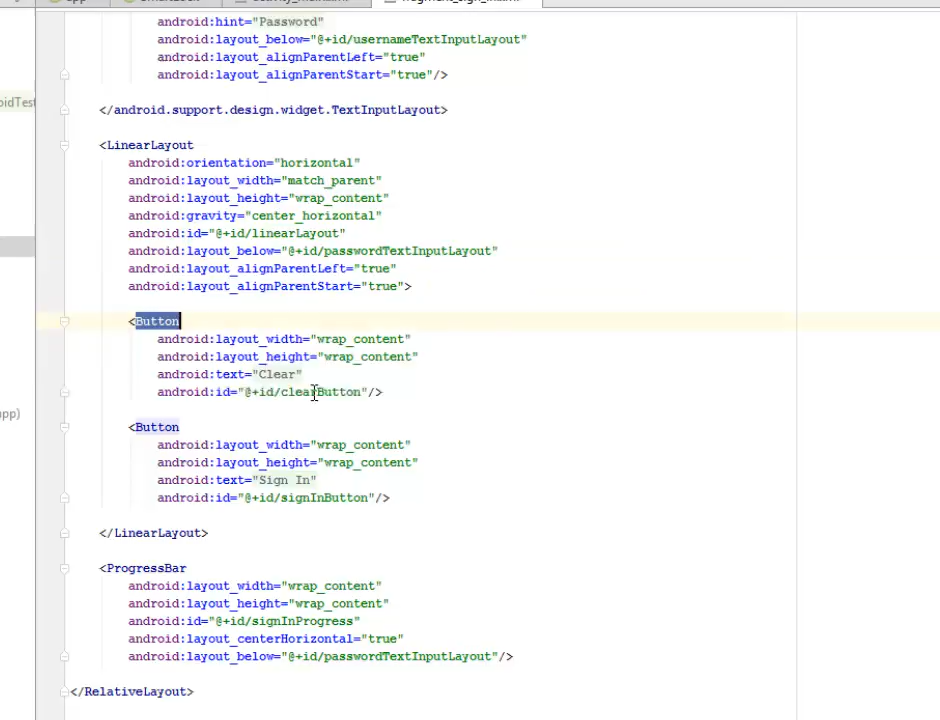 android:hint="Password"
android:layout_below="@+id/usernameTextInputLayout"
android:layout_alignParentLeft="true"
android:layout_alignParentStart="true"/>
</android.support.design.widget.TextInputLayout>
<LinearLayout
android:orientation="horizontal"
android:layout_width="match_parent"
android:layout_height="wrap_content"
android:gravity="center_horizontal"
android:id="@+id/linearLayout"
android:layout_below="@+id/passwordTextInputLayout"
android:layout_alignParentLeft="true"
android:layout_alignParentStart="true">
<Button
android:layout_width="wrap_content"
android:layout_height="wrap_content"
android:text="Clear"
android:id="@+id/clearButton"/>
<Button
android:layout_width="wrap_content"
android:layout_height="wrap_content"
android:text="Sign In"
android:id="@+id/signInButton"/>
</LinearLayout>
<ProgressBar
android:layout_width="wrap_content"
android:layout_height="wrap_content"
android:id="@+id/signInProgress"
android:layout_centerHorizontal="true"
android:layout_below="@+id/passwordTextInputLayout"/>
</RelativeLayout>